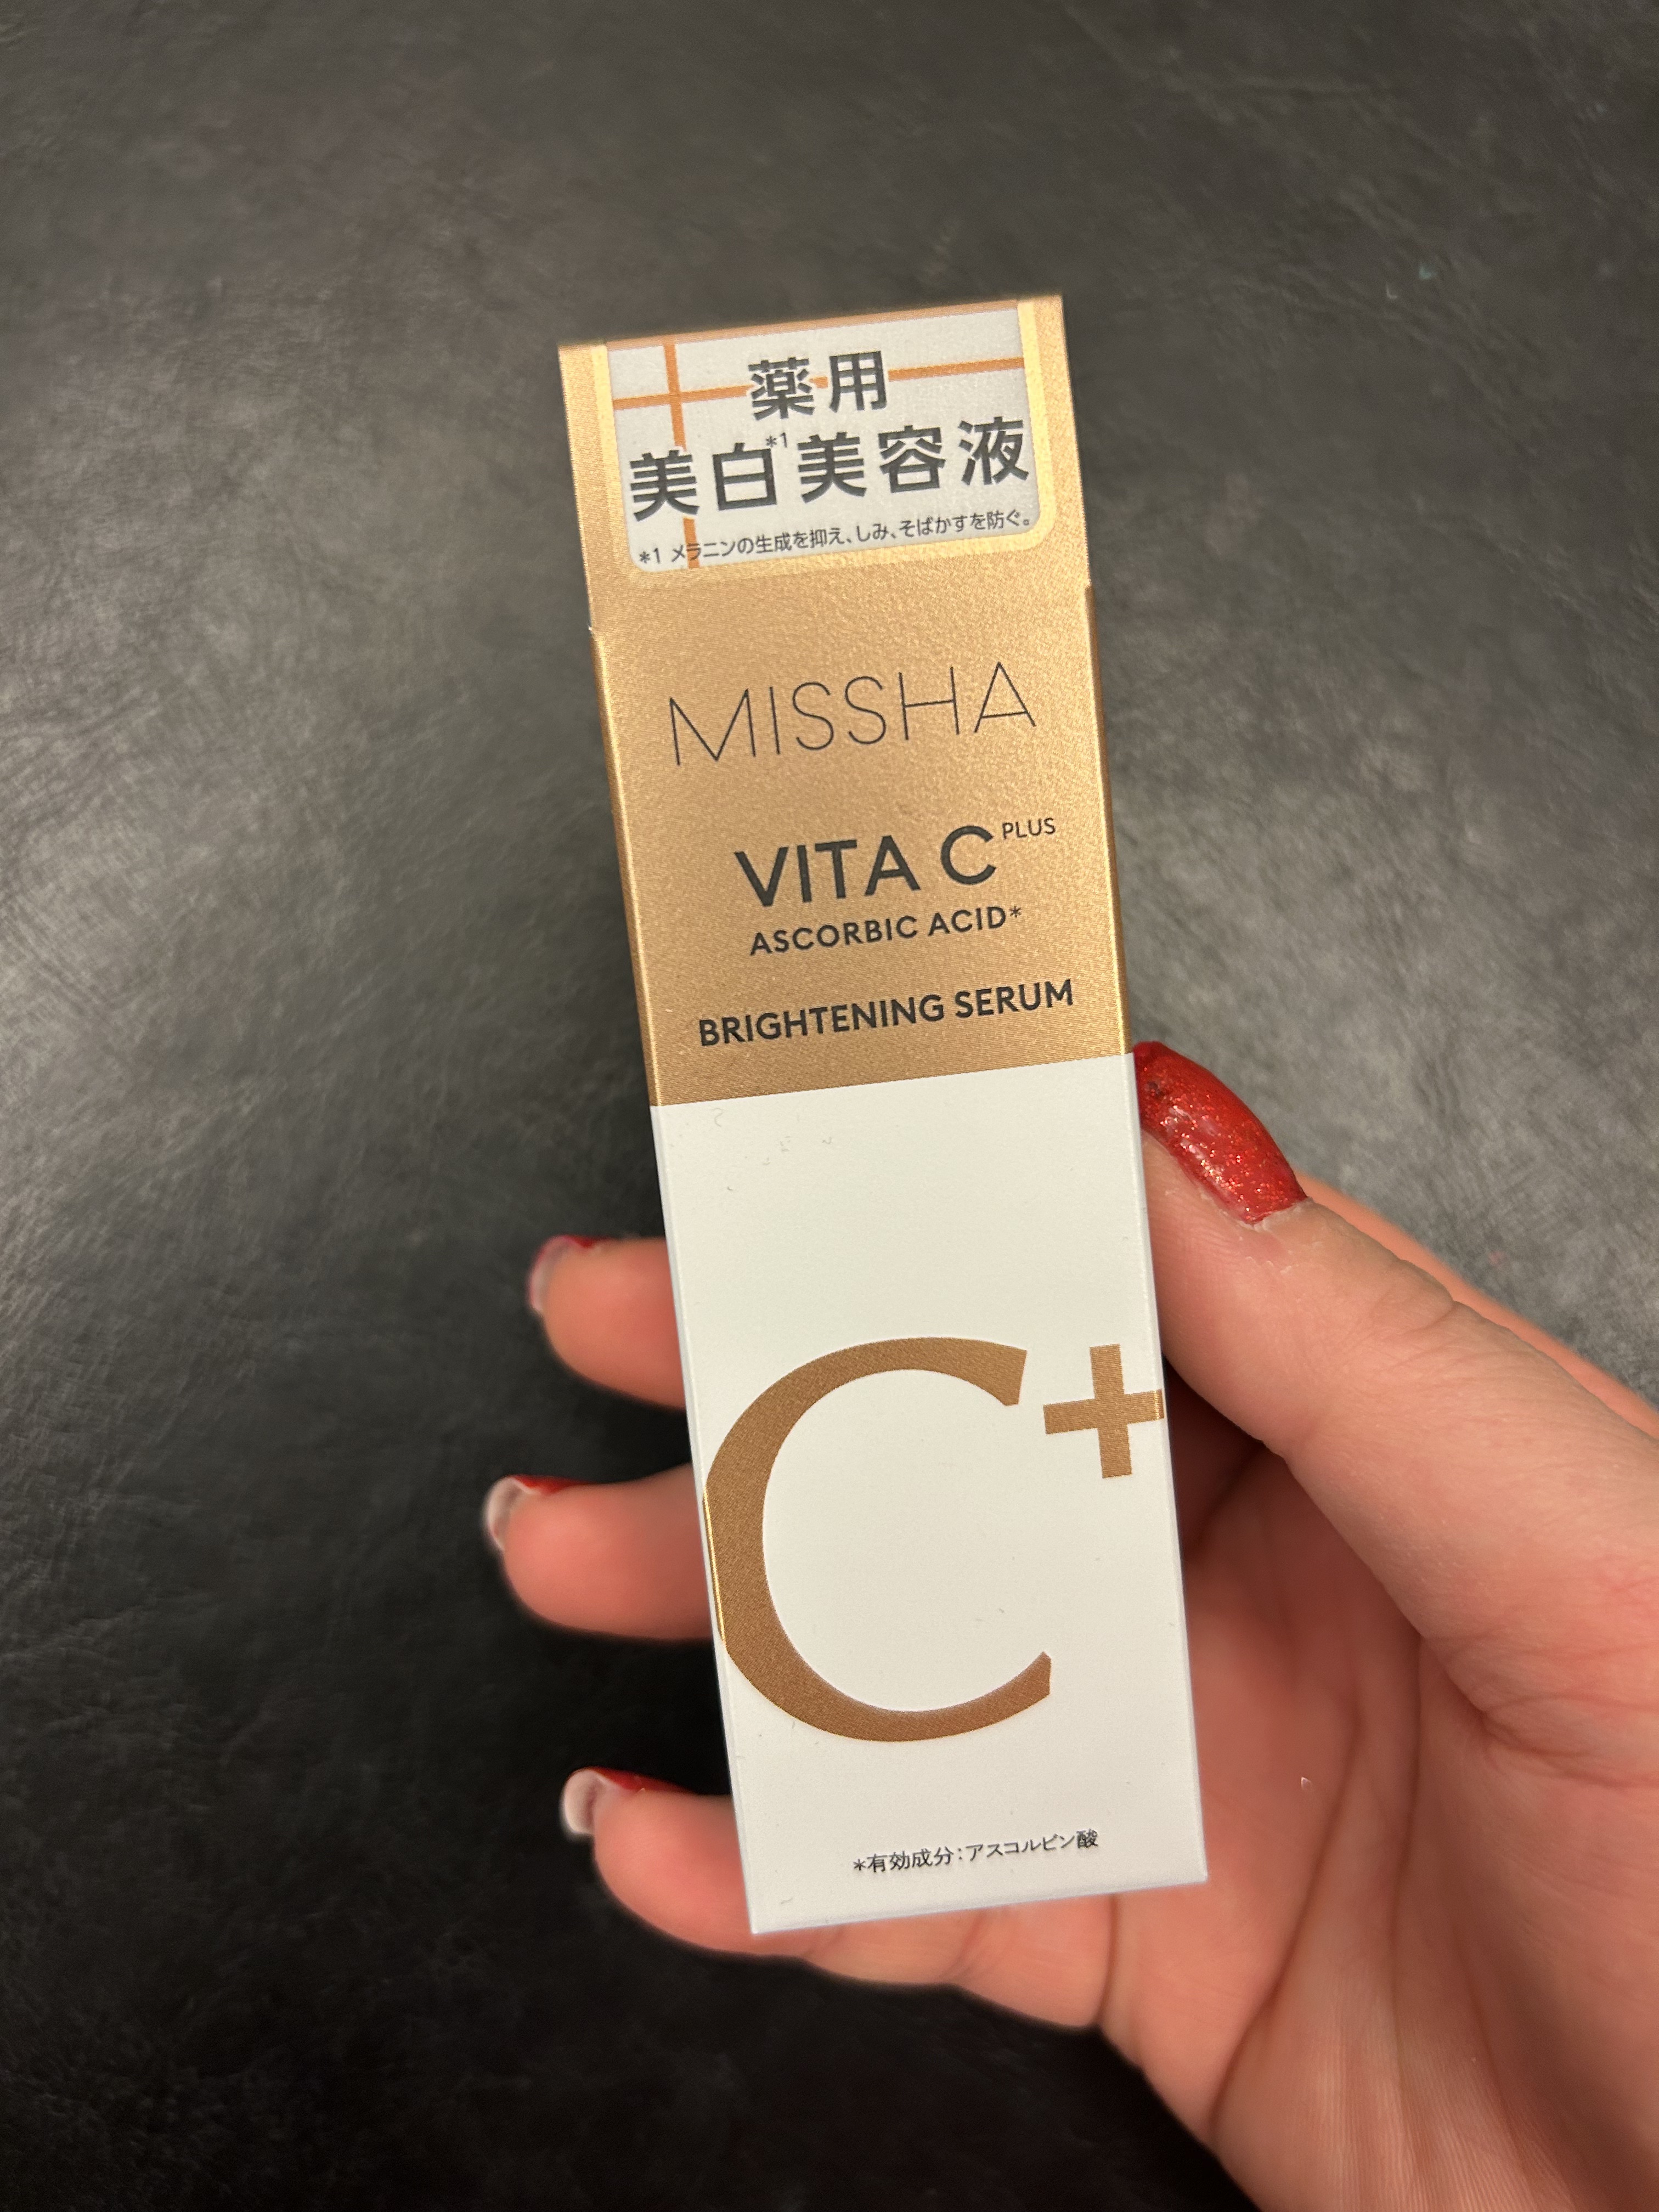 薬用
美白*1美容液
*1 メラニンの生成を抑え、しみ、そばかすを防ぐ。
MISSHA
VITA C PLUS
ASCORBIC ACID*
BRIGHTENING SERUM
C+
*有効成分:アスコルビン酸